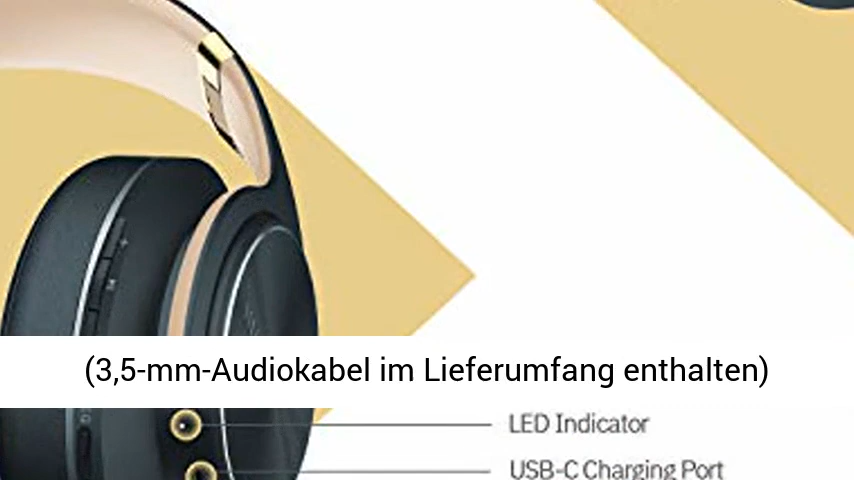 (3,5-mm-Audiokabel im Lieferumfang enthalten)
LED Indicator
USB-C Charging Port